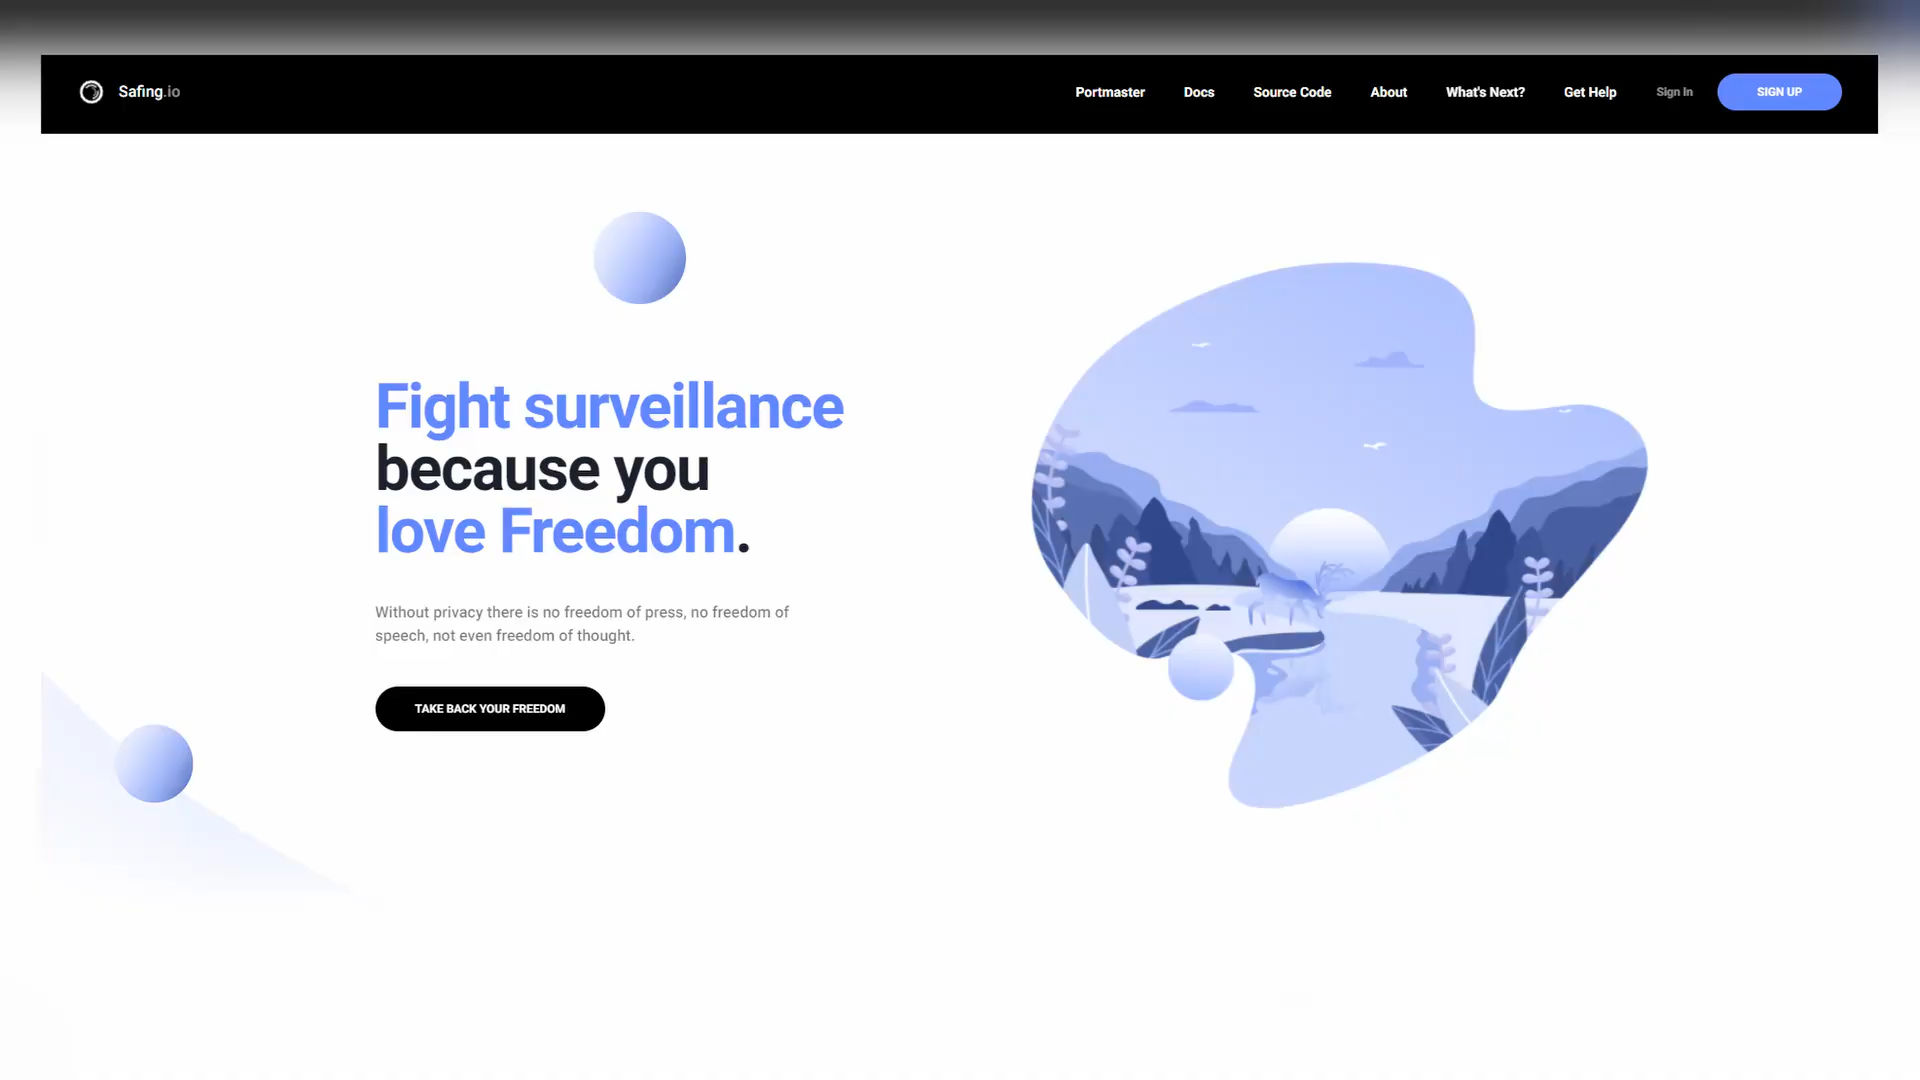 Safing.io
Portmaster
Docs
Source Code
About
What's Next?
Get Help
Sign In
SIGN UP
Fight surveillance
because you
love Freedom.
Without privacy there is no freedom of press, no freedom of
speech, not even freedom of thought.
TAKE BACK YOUR FREEDOM